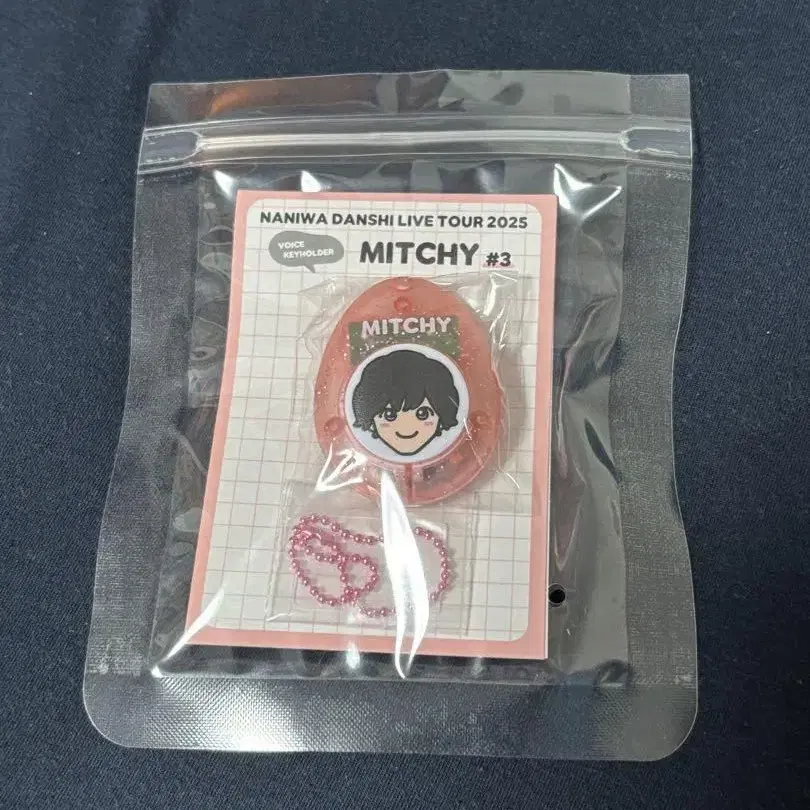 NANIWA DANSHI LIVE TOUR 2025
VOICE
KEYHOLDER
MITCHY #3
MITCHY